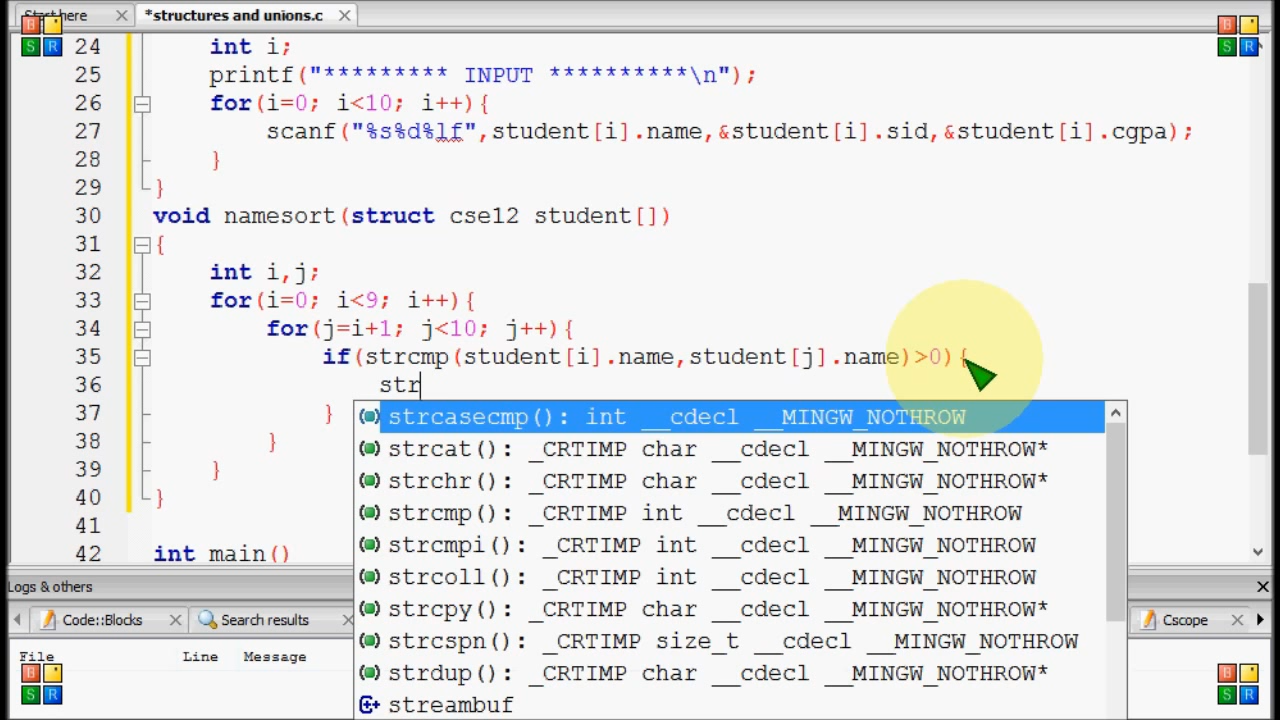 Start here
*structures and unions.c
B
S R
B
S R
24 int i;
25 printf("********* INPUT **********\n");
26 for(i=0; i<10; i++){
27 scanf("%s%d%lf",student[i].name,&student[i].sid,&student[i].cgpa);
28 }
29 }
30 void namesort(struct cse12 student[])
31 {
32 int i,j;
33 for(i=0; i<9; i++){
34 for(j=i+1; j<10; j++){
35 if(strcmp(student[i].name,student[j].name)>0){
36 str
37 }
38 }
39 }
40 }
41
42 int main()
strcasecmp(): int __cdecl __MINGW_NOTHROW
strcat(): _CRTIMP char __cdecl __MINGW_NOTHROW*
strchr(): _CRTIMP char __cdecl __MINGW_NOTHROW*
strcmp(): _CRTIMP int __cdecl __MINGW_NOTHROW
strcmpi(): _CRTIMP int __cdecl __MINGW_NOTHROW
strcoll(): _CRTIMP int __cdecl __MINGW_NOTHROW
strcpy(): _CRTIMP char __cdecl __MINGW_NOTHROW*
strcspn(): _CRTIMP size_t __cdecl __MINGW_NOTHROW
strdup(): _CRTIMP char __cdecl __MINGW_NOTHROW*
streambuf
Logs & others
Code::Blocks
Search results
Cscope
File Line Message
B
S R
B
S R